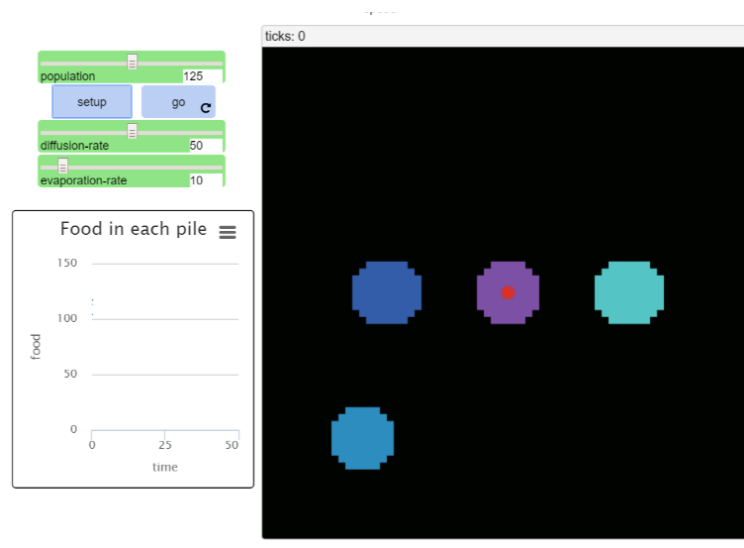 ticks: 0
population 125
setup go
diffusion-rate 50
evaporation-rate 10
Food in each pile
150
100
50
0
food
0 25 50
time